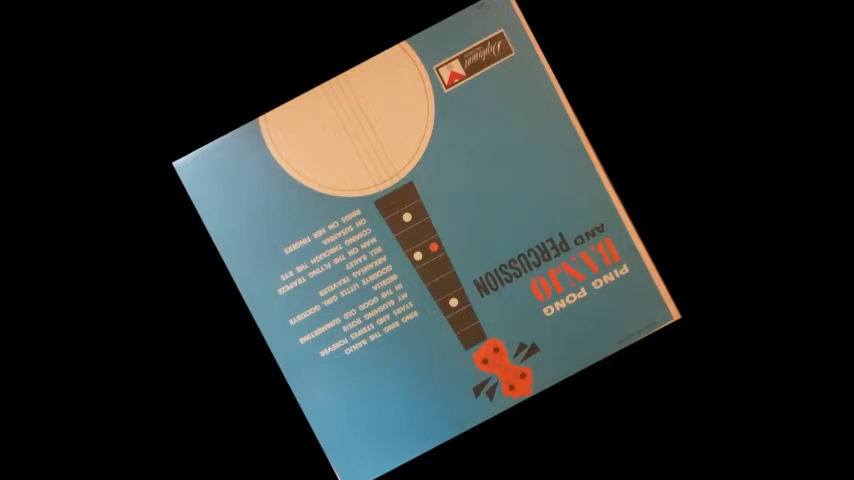 PING PONG
BANJO
AND PERCUSSION
Diplomat
RING RING THE BANJO
STARS AND STRIPES FOREVER
MY BLUSHING ROSIE
IN THE GOOD OLD SUMMERTIME
BEDELIA
GOODBYE LITTLE GIRL GOODBYE
ARKANSAS TRAVELER
BILL BAILEY
MAN ON THE FLYING TRAPEZE
COMING THROUGH THE RYE
OH SUSANNA
RINGS ON HER FINGERS